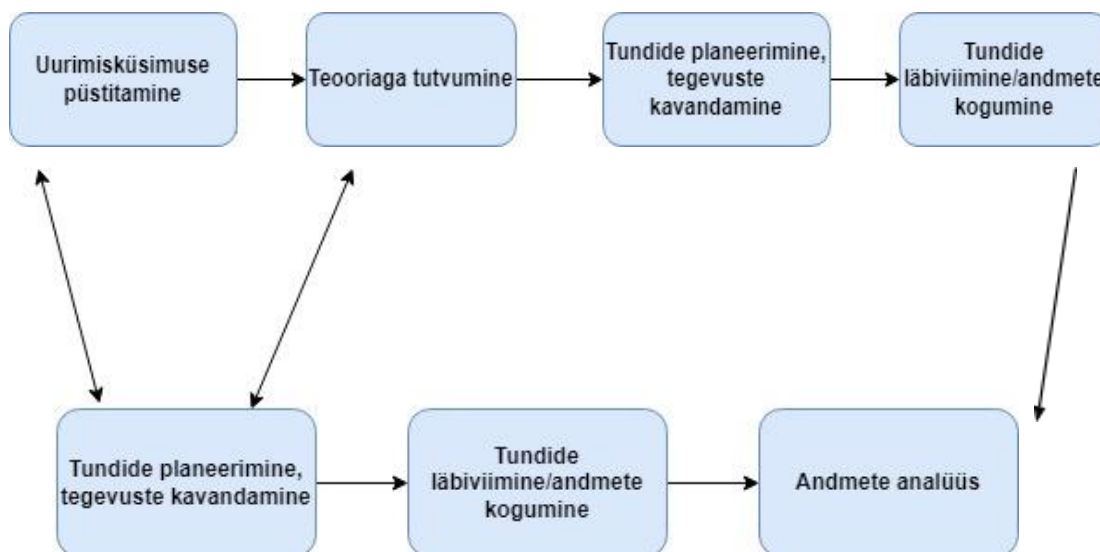 Uurimisküsimuse
püstitamine
Teooriaga tutvumine
Tundide planeerimine,
tegevuste
kavandamine
Tundide
läbiviimine/andmete
kogumine
Tundide planeerimine,
tegevuste kavandamine
Tundide
läbiviimine/andmete
kogumine
Andmete analüüs